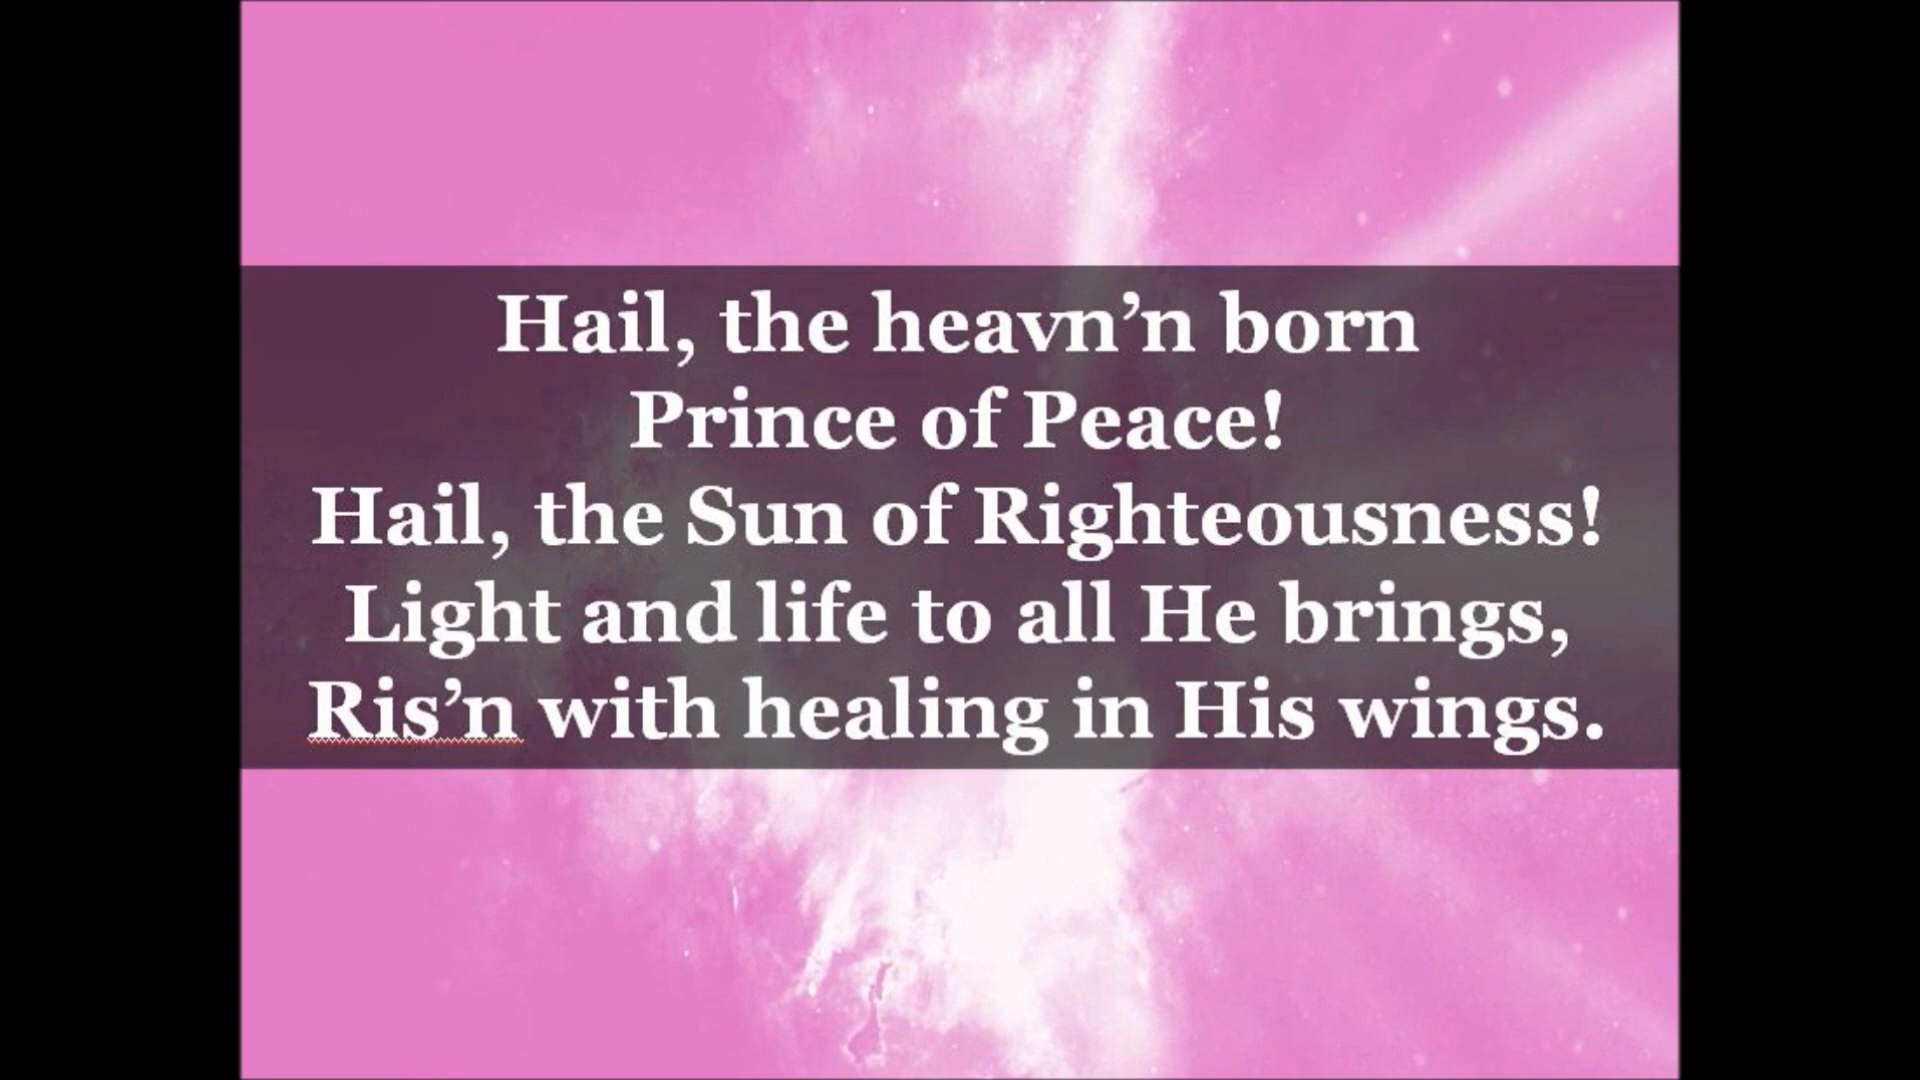 Hail, the heavn’n born
Prince of Peace!
Hail, the Sun of Righteousness!
Light and life to all He brings,
Ris’n with healing in His wings.